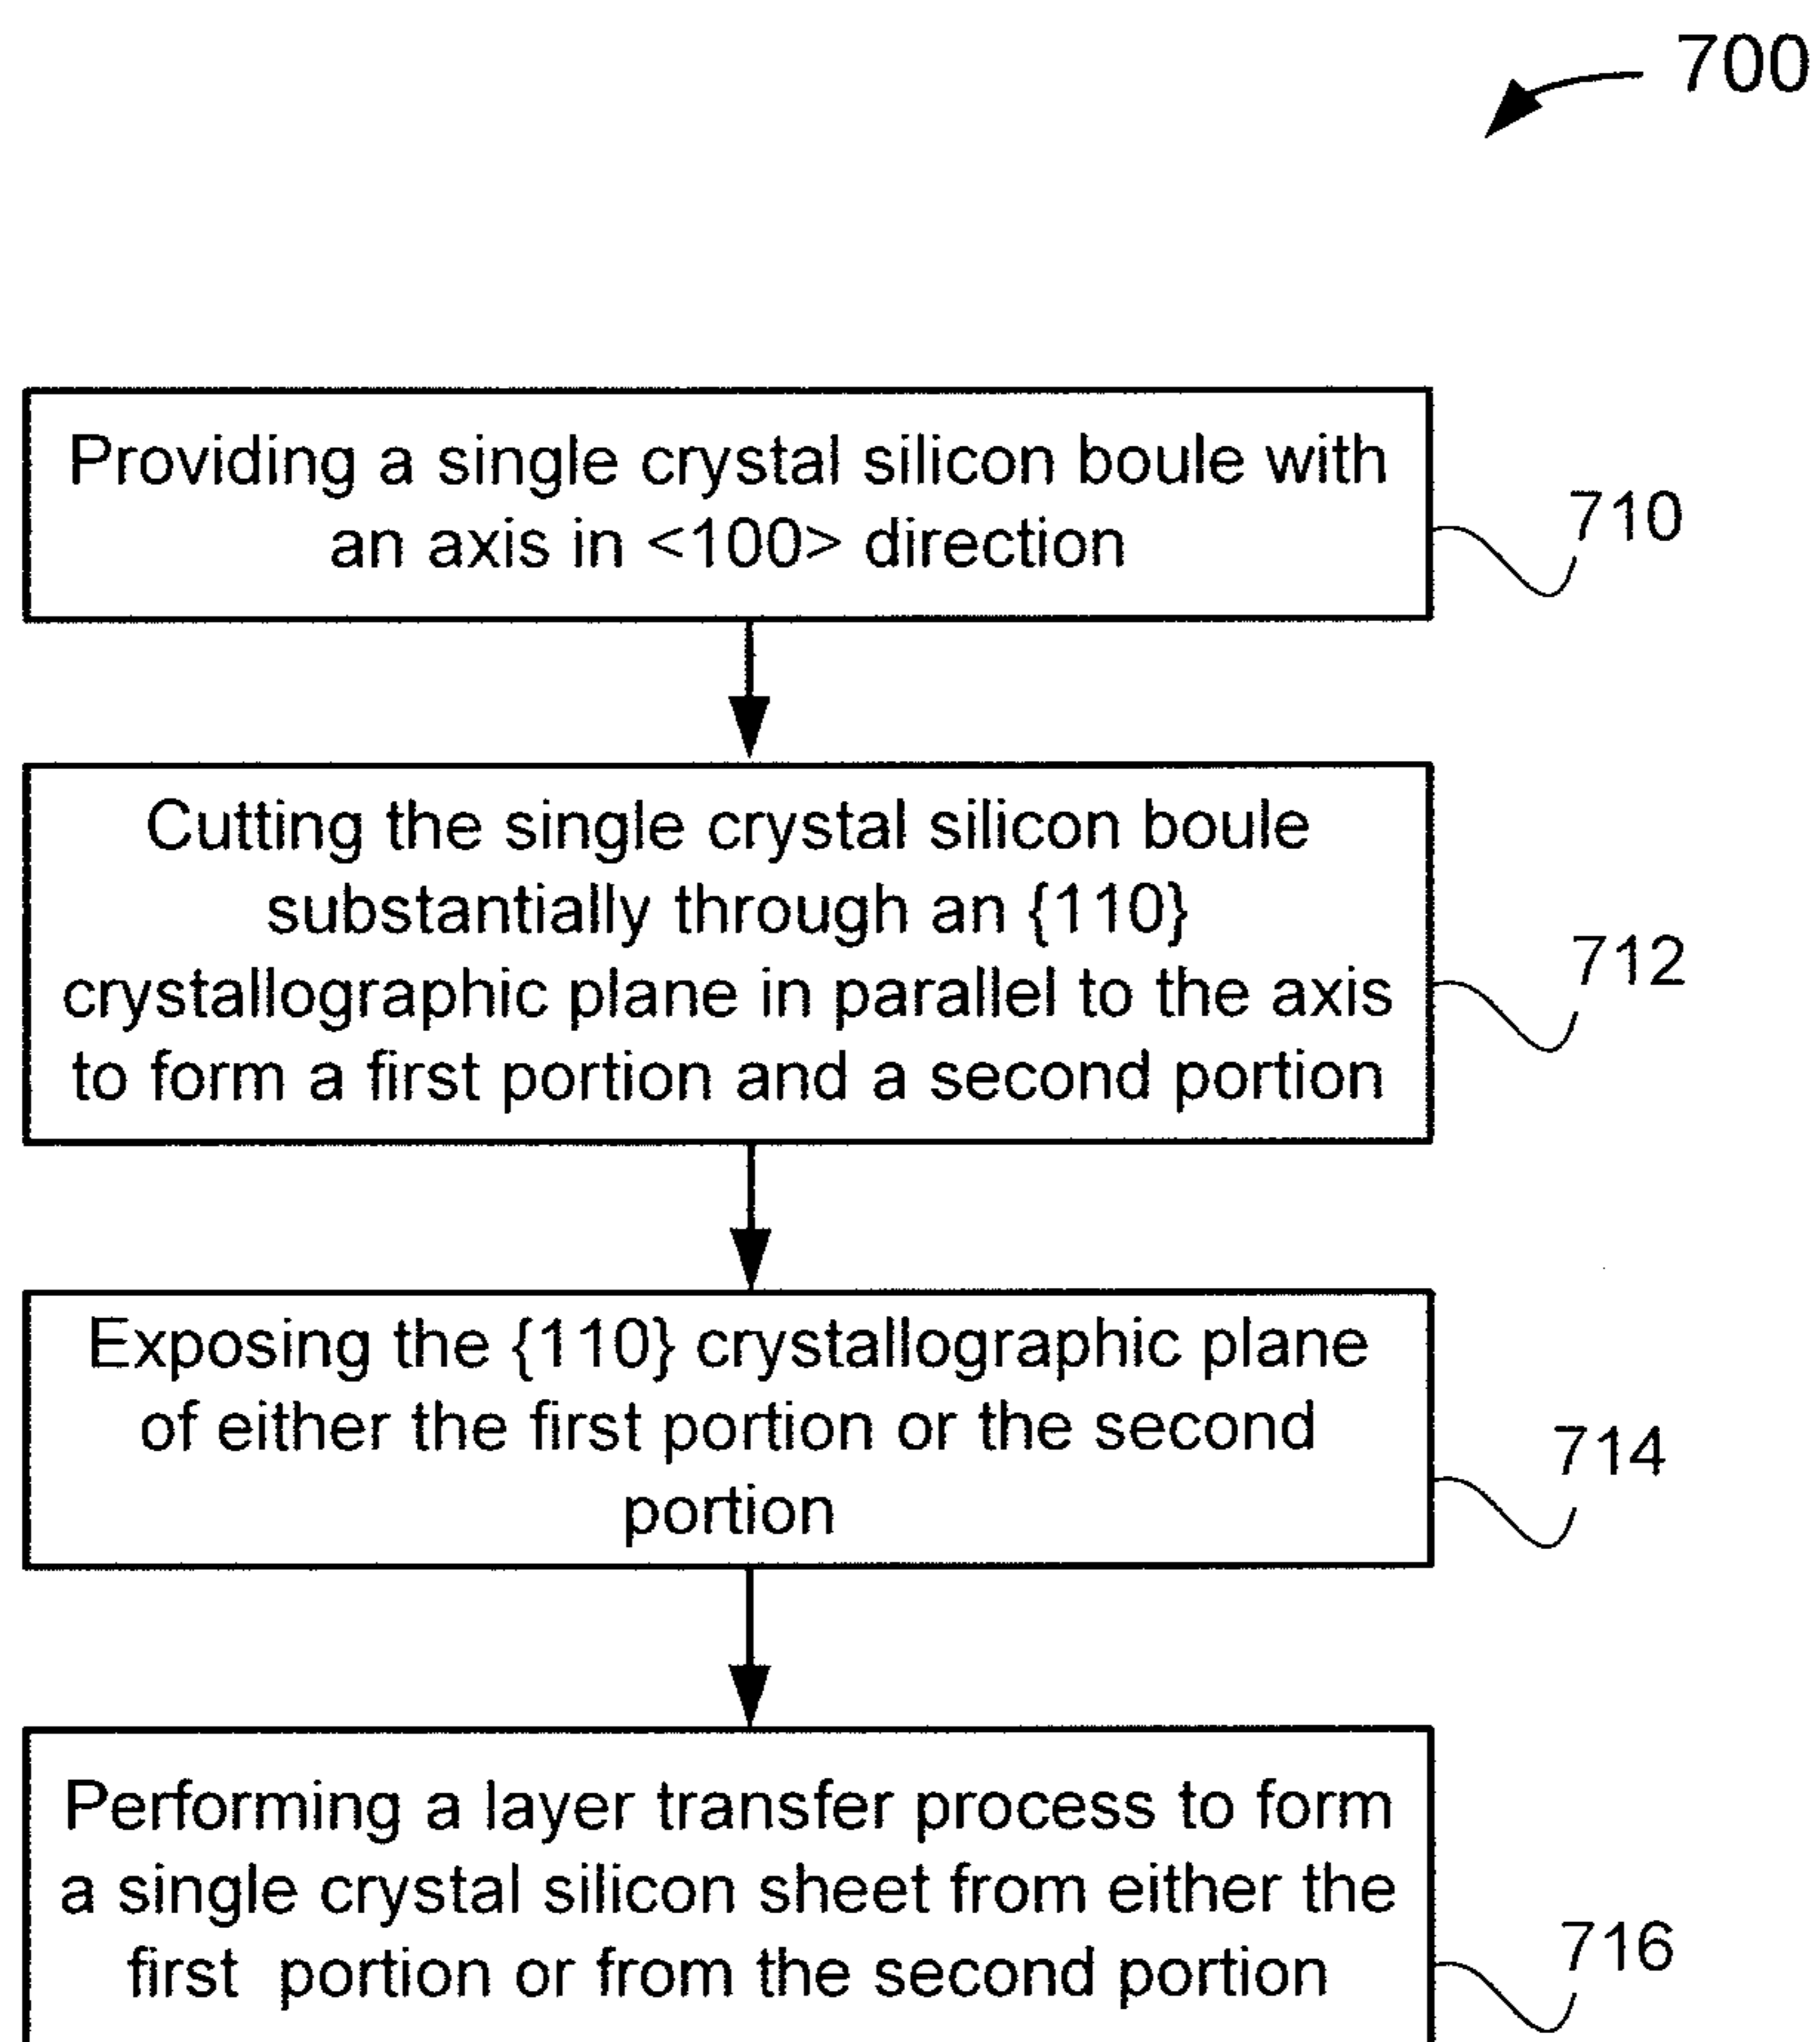 700
Providing a single crystal silicon boule with
an axis in <100> direction
710
Cutting the single crystal silicon boule
substantially through an {110}
crystallographic plane in parallel to the axis
to form a first portion and a second portion
712
Exposing the {110} crystallographic plane
of either the first portion or the second
portion
714
Performing a layer transfer process to form
a single crystal silicon sheet from either the
first portion or from the second portion
716